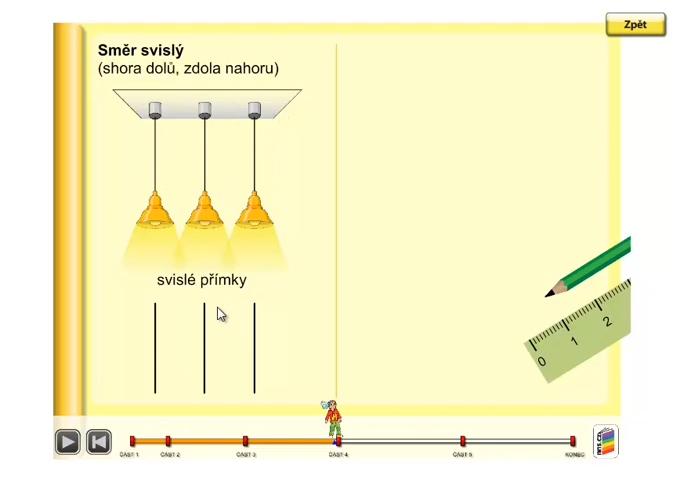 Zpět
Směr svislý
(shora dolů, zdola nahoru)
svislé přímky
0 1 2
ČÁST 1 ČÁST 2 ČÁST 3 ČÁST 4 ČÁST 5 KONEC